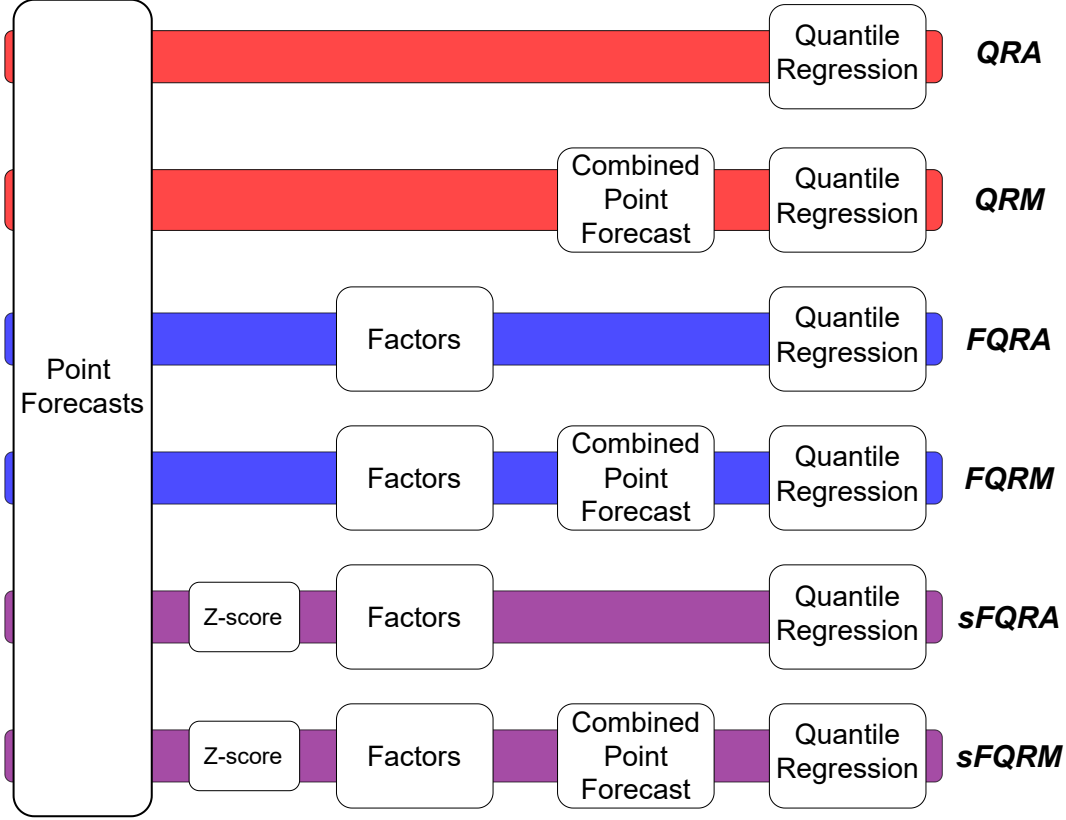 Point
Forecasts
Quantile
Regression
QRA
Combined
Point
Forecast
Quantile
Regression
QRM
Factors
Quantile
Regression
FQRA
Factors
Combined
Point
Forecast
Quantile
Regression
FQRM
Z-score
Factors
Quantile
Regression
sFQRA
Z-score
Factors
Combined
Point
Forecast
Quantile
Regression
sFQRM